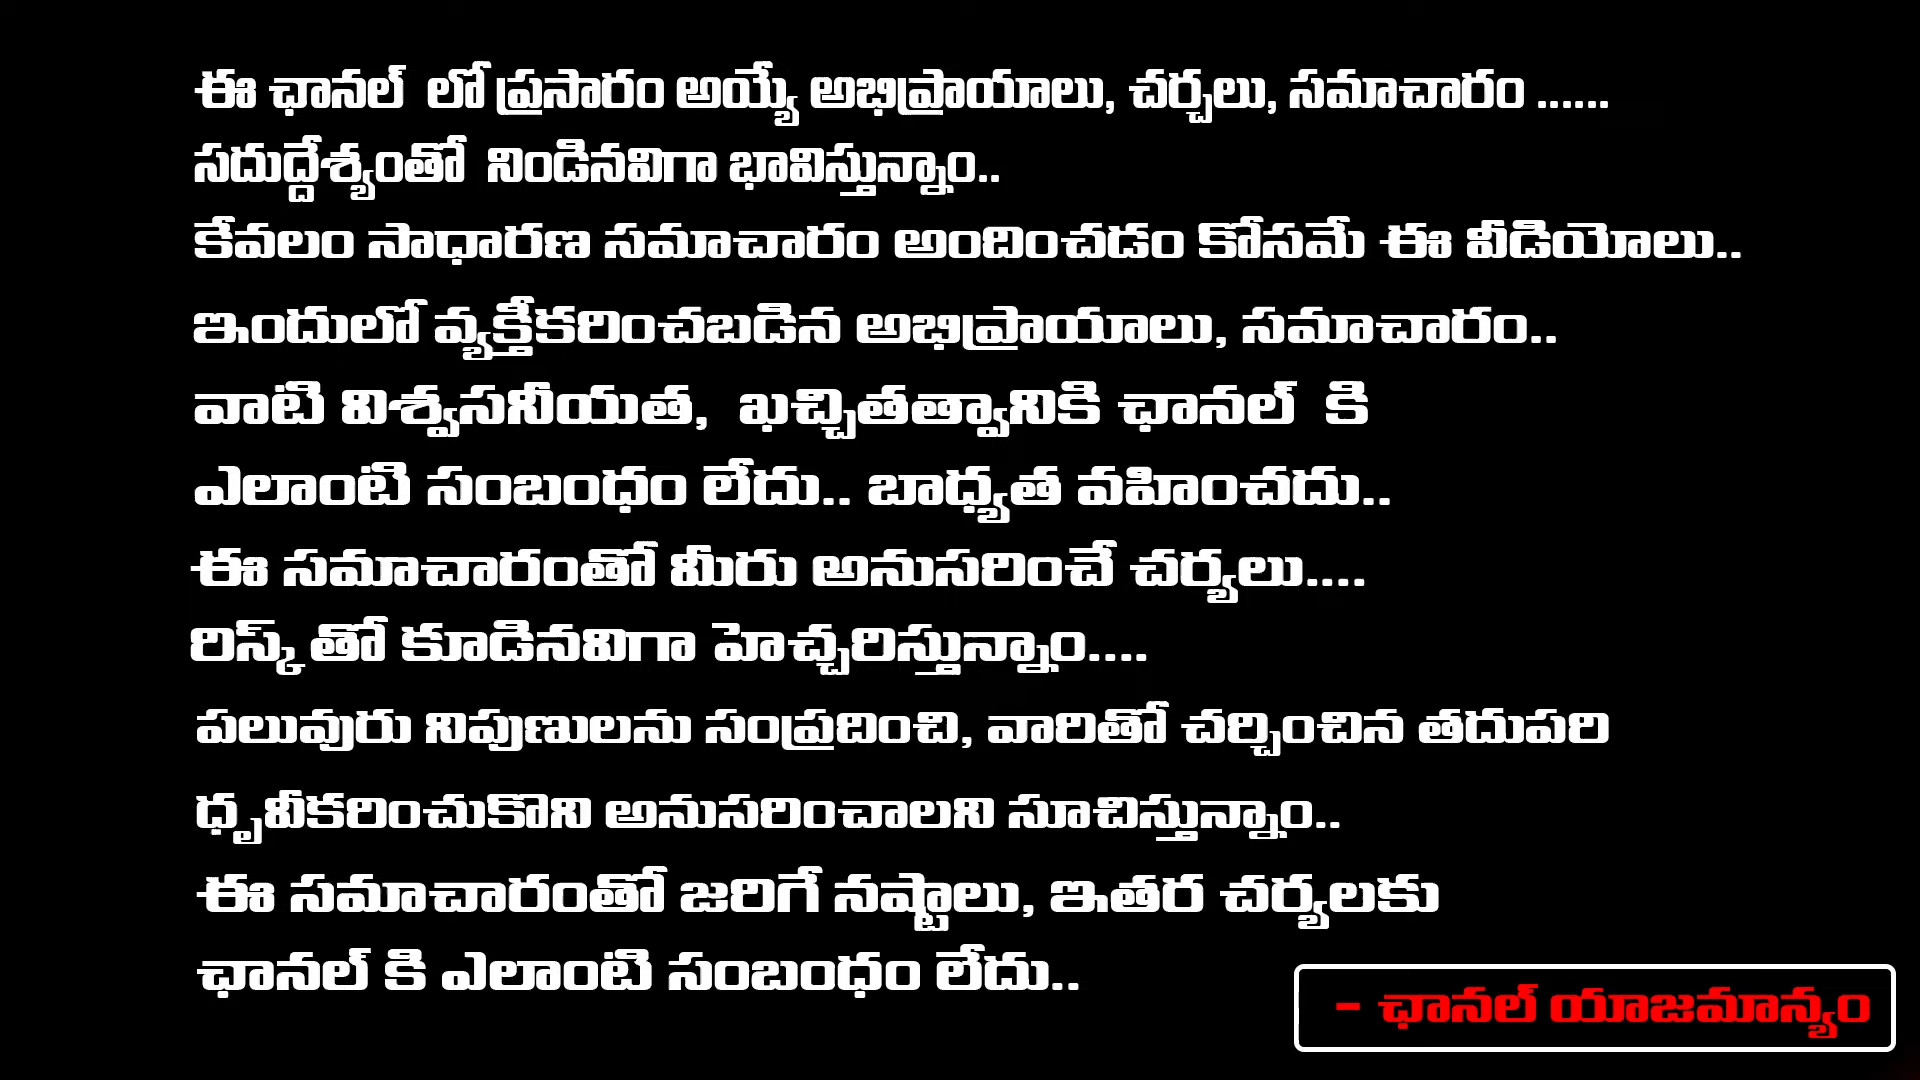 ఈ ఛానల్ లో ప్రసారం అయ్యే అభిప్రాయాలు, చర్చలు, సమాచారం ......
సదుద్దేశ్యంతో నిండినవిగా భావిస్తున్నాం..
కేవలం సాధారణ సమాచారం అందించడం కోసమే ఈ వీడియోలు..
ఇందులో వ్యక్తీకరించబడిన అభిప్రాయాలు, సమాచారం..
వాటి విశ్వసనీయత, ఖచ్చితత్వానికి ఛానల్ కి
ఎలాంటి సంబంధం లేదు.. బాధ్యత వహించదు..
ఈ సమాచారంతో మీరు అనుసరించే చర్యలు....
రిస్క్ తో కూడినవిగా హెచ్చరిస్తున్నాం....
పలువురు నిపుణులను సంప్రదించి, వారితో చర్చించిన తదుపరి
ధృవీకరించుకొని అనుసరించాలని సూచిస్తున్నాం..
ఈ సమాచారంతో జరిగే నష్టాలు, ఇతర చర్యలకు
ఛానల్ కి ఎలాంటి సంబంధం లేదు..
- ఛానల్ యాజమాన్యం